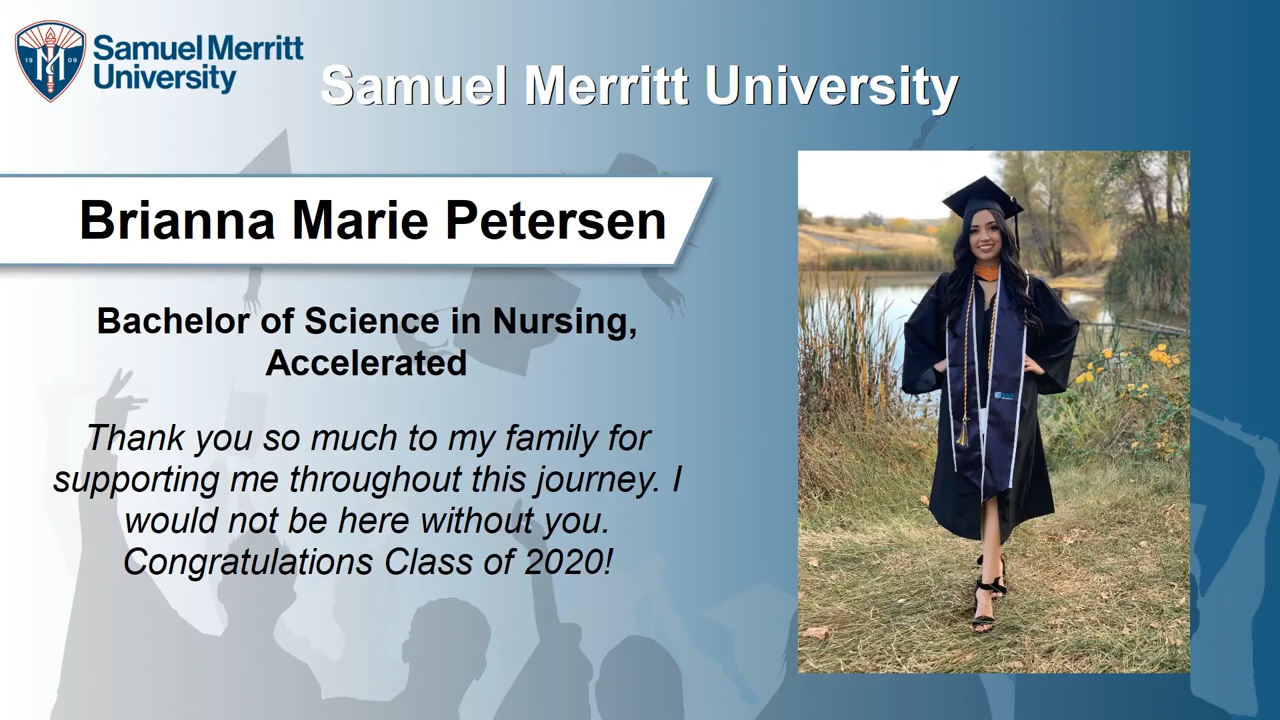 Samuel Merritt
University
19 09
Samuel Merritt University
Brianna Marie Petersen
Bachelor of Science in Nursing,
Accelerated
Thank you so much to my family for
supporting me throughout this journey. I
would not be here without you.
Congratulations Class of 2020!